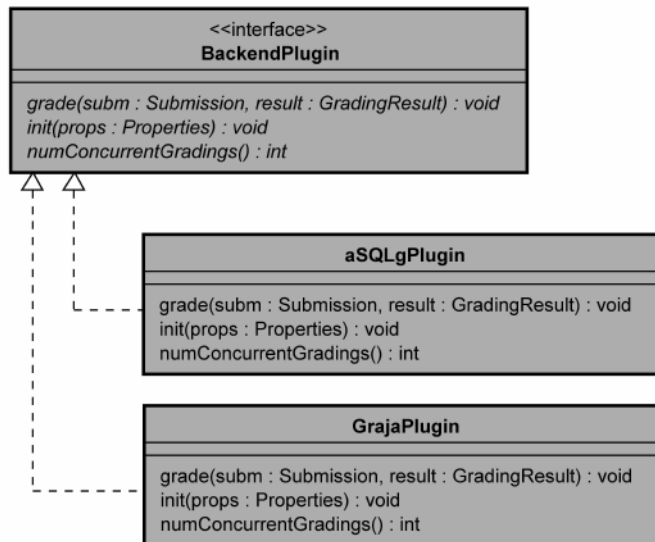 <<interface>>
BackendPlugin
grade(subm : Submission, result : GradingResult) : void
init(props : Properties) : void
numConcurrentGradings() : int
aSQLgPlugin
grade(subm : Submission, result : GradingResult) : void
init(props : Properties) : void
numConcurrentGradings() : int
GrajaPlugin
grade(subm : Submission, result : GradingResult) : void
init(props : Properties) : void
numConcurrentGradings() : int